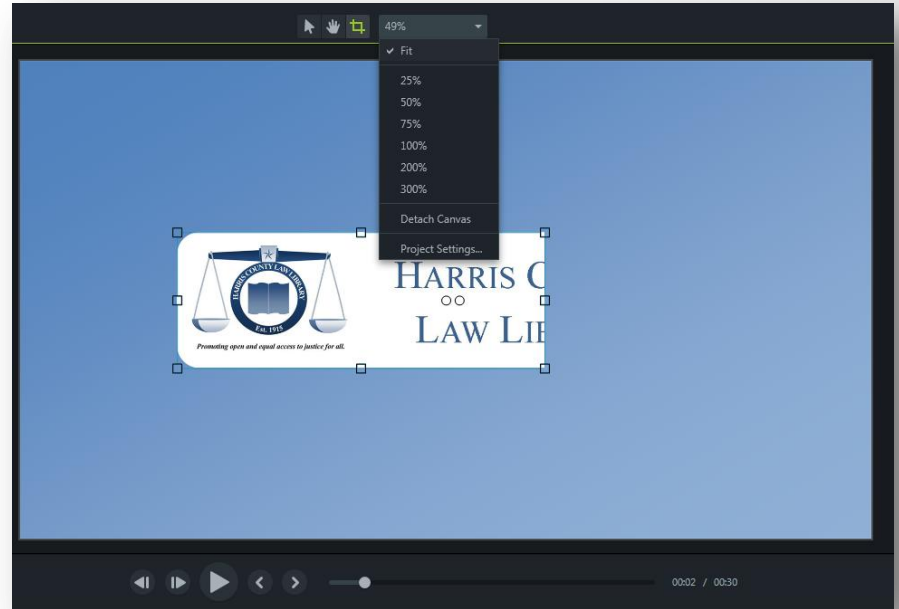 49%
Fit
25%
50%
75%
100%
200%
300%
Detach Canvas
Project Settings...
HARRIS COUNTY LAW LIBRARY
EST. 1915
Promoting open and equal access to justice for all.
HARRIS C
LAW LIB
00:02 / 00:30